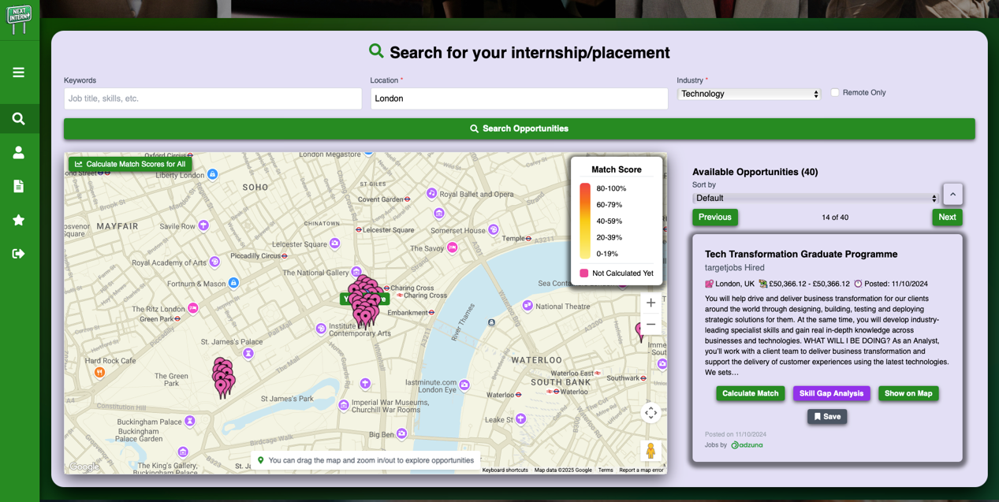 NEXT
INTERN
Search for your internship/placement
Keywords
Location *
Industry *
Job title, skills, etc.
London
Technology
Remote Only
Search Opportunities
Calculate Match Scores for All
Oxford Circus
London Megastore
ond Street
Liberty London
SOHO
ST GILES
Covent Garden
Royal Ballet and Opera
CHINATOWN
svenor
Square
MAYFAIR
Savile Row
Leicester Square
Somerset House
Temple
A3211
Leicester Square
The Savoy
Piccadilly Circus
Royal Academy of Arts
The National Gallery
Fortnum & Mason
Charing Cross
Charing Cross
National Theatre
The Ritz London
Embankment
Green Park
Pall Mall
Institute
Contemporary Arts
River Thames
St. James's Palace
Hard Rock Cafe
WATERLOO
The Green
Park
Waterloo East
Southwark
SOUTH BANK
lastminute.com
London Eye
Waterloo
Waterloo
St James's Park
Constitution Hill
Imperial War Museums,
Churchill War Rooms
Leake St
Buckingham Palace
Buckingham
Palace Garden
Big Ben
Birdcage Walk
The King's Gallery,
Buckingham Palace
You can drag the map and zoom in/out to explore opportunities
Google
Keyboard shortcuts
Map data ©2025 Google
Terms
Report a map error
Match Score
80-100%
60-79%
40-59%
20-39%
0-19%
Not Calculated Yet
Available Opportunities (40)
Sort by
Default
Previous
14 of 40
Next
Tech Transformation Graduate Programme
targetjobs Hired
London, UK £50,366.12 - £50,366.12 Posted: 11/10/2024
You will help drive and deliver business transformation for our clients
around the world through designing, building, testing and deploying
strategic solutions for them. At the same time, you will develop industry-
leading specialist skills and gain real in-depth knowledge across
businesses and technologies. WHAT WILL I BE DOING? As an Analyst,
you'll work with a client team to deliver business transformation and
support the delivery of customer experiences using the latest technologies.
We sets…
Calculate Match
Skill Gap Analysis
Show on Map
Save
Posted on 11/10/2024
Jobs by adzuna